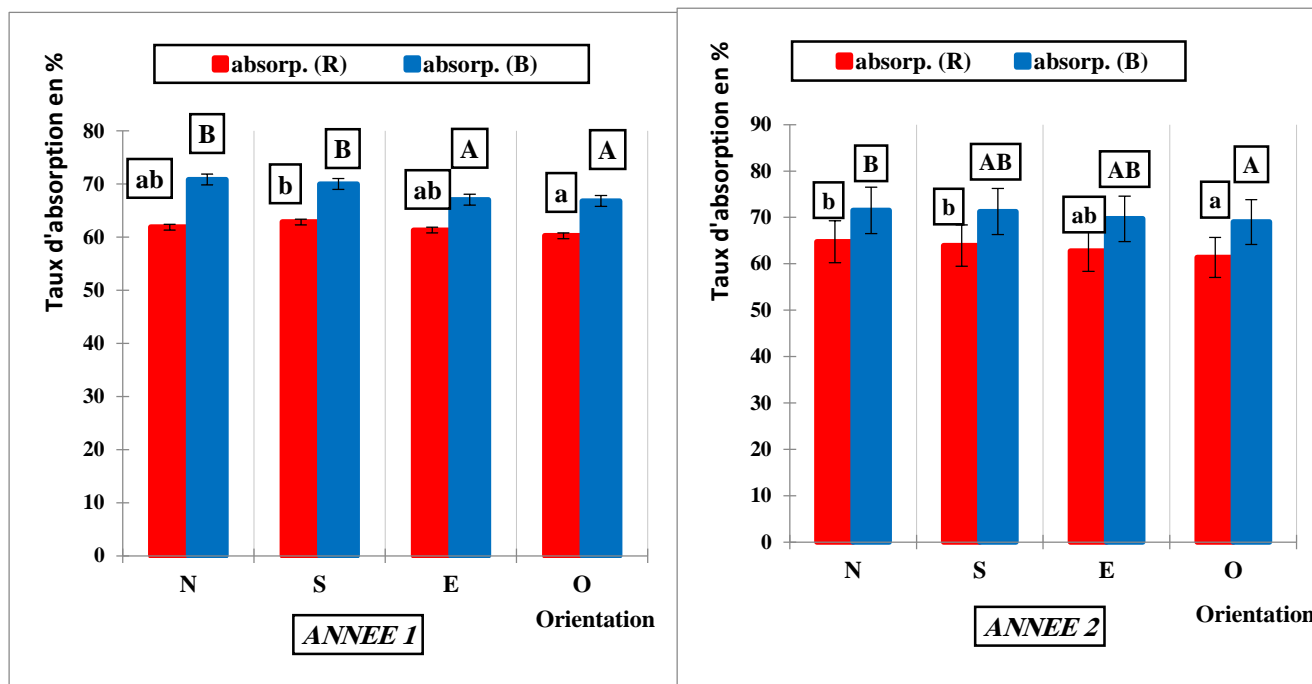 absorp. (R) absorp. (B)
Taux d'absorption en %
80
70
60
50
40
30
20
10
0
ab B b B ab A a A
N S E O
Orientation
ANNEE 1
absorp. (R) absorp. (B)
Taux d'absorption en %
90
80
70
60
50
40
30
20
10
0
b B b AB ab AB a A
N S E O
Orientation
ANNEE 2